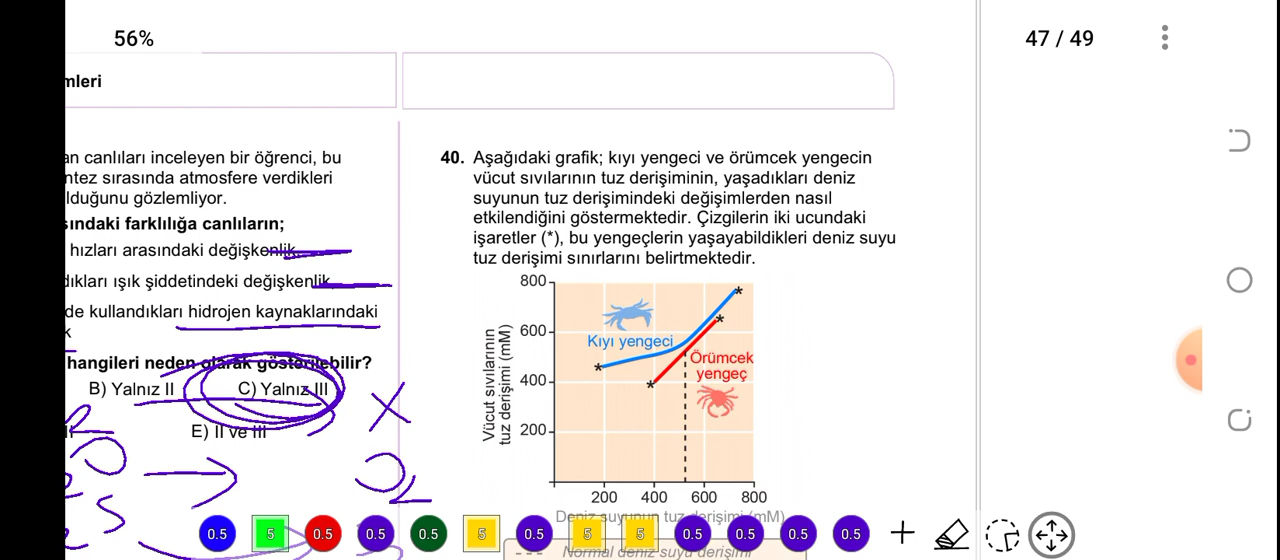 56%
47 / 49
mleri
an canlıları inceleyen bir öğrenci, bu
ntez sırasında atmosfere verdikleri
lduğunu gözlemliyor.
sındaki farklılığa canlıların;
hızları arasındaki değişkenlik
dıkları ışık şiddetindeki değişkenlik
de kullandıkları hidrojen kaynaklarındaki
k
hangileri neden olarak gösterilebilir?
B) Yalnız II
C) Yalnız III
E) II ve III
40. Aşağıdaki grafik; kıyı yengeci ve örümcek yengecin
vücut sıvılarının tuz derişiminin, yaşadıkları deniz
suyunun tuz derişimindeki değişimlerden nasıl
etkilendiğini göstermektedir. Çizgilerin iki ucundaki
işaretler (*), bu yengeçlerin yaşayabildikleri deniz suyu
tuz derişimi sınırlarını belirtmektedir.
Vücut sıvılarının
tuz derişimi (mM)
800
600
400
200
Kıyı yengeci
Örümcek
yengeç
200 400 600 800
Deniz suyunun tuz derişimi (mM)
--- Normal deniz suyu derişimi
0.5 5 0.5 0.5 0.5 5 0.5 5 5 0.5 0.5 0.5 0.5